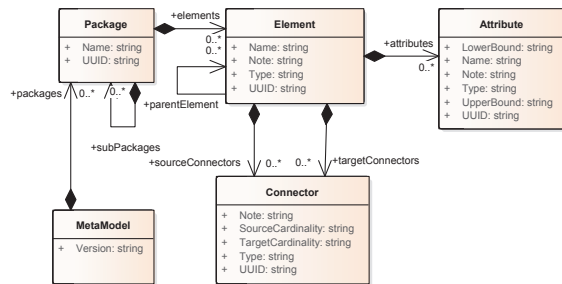 Package
+ Name: string
+ UUID: string
+elements
0..*
0..*
Element
+ Name: string
+ Note: string
+ Type: string
+ UUID: string
+attributes
0..*
Attribute
+ LowerBound: string
+ Name: string
+ Note: string
+ Type: string
+ UpperBound: string
+ UUID: string
+packages
0..*
0..*
+parentElement
+subPackages
+sourceConnectors
0..*
0..*
+targetConnectors
MetaModel
+ Version: string
Connector
+ Note: string
+ SourceCardinality: string
+ TargetCardinality: string
+ Type: string
+ UUID: string